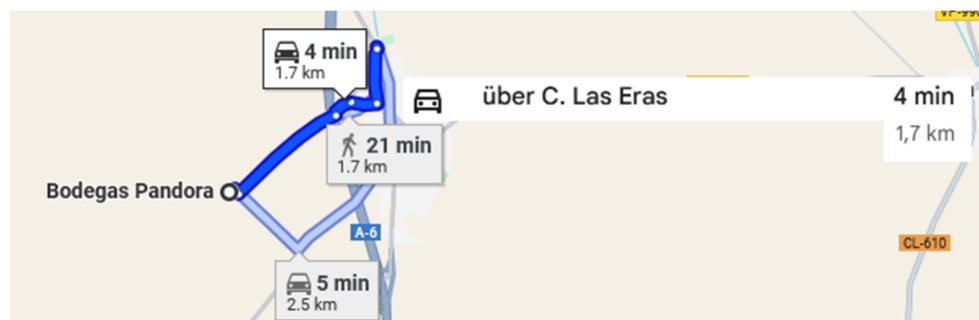 4 min
1.7 km
über C. Las Eras
4 min
1,7 km
21 min
1.7 km
Bodegas Pandora
A-6
CL-610
5 min
2.5 km